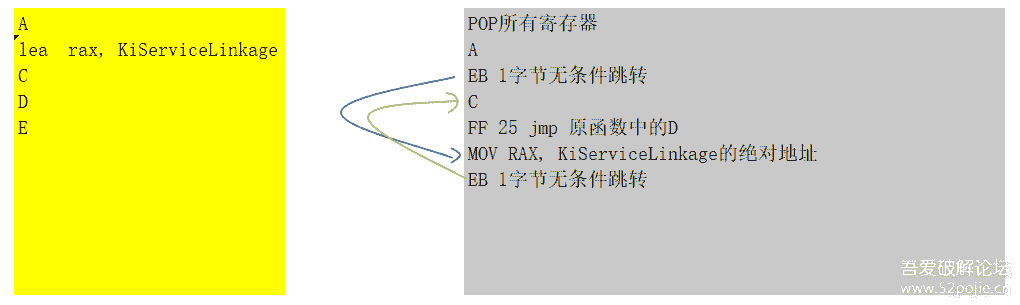 A
lea  rax, KiServiceLinkage
C
D
E
POP所有寄存器
A
EB 1字节无条件跳转
C
FF 25 jmp 原函数中的D
MOV RAX, KiServiceLinkage的绝对地址
EB 1字节无条件跳转
吾爱破解论坛
www.52pojie.cn